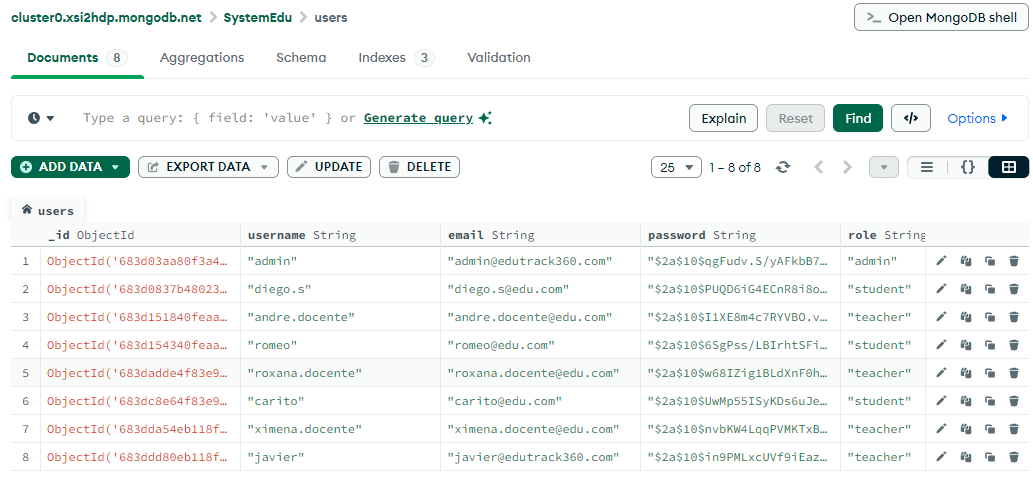 cluster0.xsi2hdp.mongodb.net > SystemEdu > users
>_ Open MongoDB shell
Documents 8 Aggregations Schema Indexes 3 Validation
Type a query: { field: 'value' } or Generate query
Explain Reset Find </> Options
ADD DATA EXPORT DATA UPDATE DELETE 25 1 – 8 of 8 {}
users
_id ObjectId username String email String password String role String
1 ObjectId('683d03aa80f3a4… "admin" "admin@edutrack360.com" "$2a$10$qgFudv.S/yAFkbB7… "admin"
2 ObjectId('683d0837b48023… "diego.s" "diego.s@edu.com" "$2a$10$PUQD6iG4ECnR8i8o… "student"
3 ObjectId('683d151840feaa… "andre.docente" "andre.docente@edu.com" "$2a$10$I1XE8m4c7RYVBO.v… "teacher"
4 ObjectId('683d154340feaa… "romeo" "romeo@edu.com" "$2a$10$6SgPss/LBIrhtSFi… "student"
5 ObjectId('683dadde4f83e9… "roxana.docente" "roxana.docente@edu.com" "$2a$10$w68IZig1BLdXnF0h… "teacher"
6 ObjectId('683dc8e64f83e9… "carito" "carito@edu.com" "$2a$10$UwMp55ISyKDs6uJe… "student"
7 ObjectId('683dda54eb118f… "ximena.docente" "ximena.docente@edu.com" "$2a$10$nvbKW4LqqPVMKTxB… "teacher"
8 ObjectId('683ddd80eb118f… "javier" "javier@edutrack360.com" "$2a$10$in9PMLxcUVf9iEaz… "teacher"